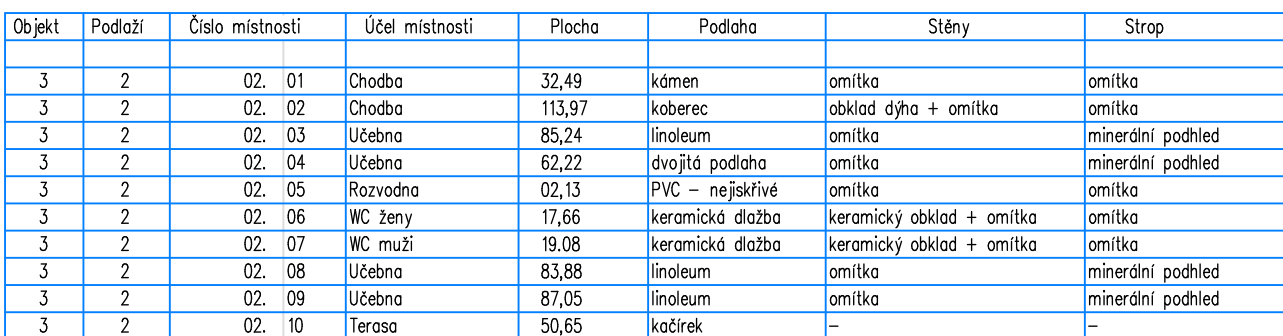 Objekt Podlaží Číslo místnosti Účel místnosti Plocha Podlaha Stěny Strop
3 2 02. 01 Chodba 32,49 kámen omítka omítka
3 2 02. 02 Chodba 113,97 koberec obklad dýha + omítka omítka
3 2 02. 03 Učebna 85,24 linoleum omítka minerální podhled
3 2 02. 04 Učebna 62,22 dvojitá podlaha omítka minerální podhled
3 2 02. 05 Rozvodna 02,13 PVC – nejiskřivé omítka omítka
3 2 02. 06 WC ženy 17,66 keramická dlažba keramický obklad + omítka omítka
3 2 02. 07 WC muži 19.08 keramická dlažba keramický obklad + omítka omítka
3 2 02. 08 Učebna 83,88 linoleum omítka minerální podhled
3 2 02. 09 Učebna 87,05 linoleum omítka minerální podhled
3 2 02. 10 Terasa 50,65 kačírek – –